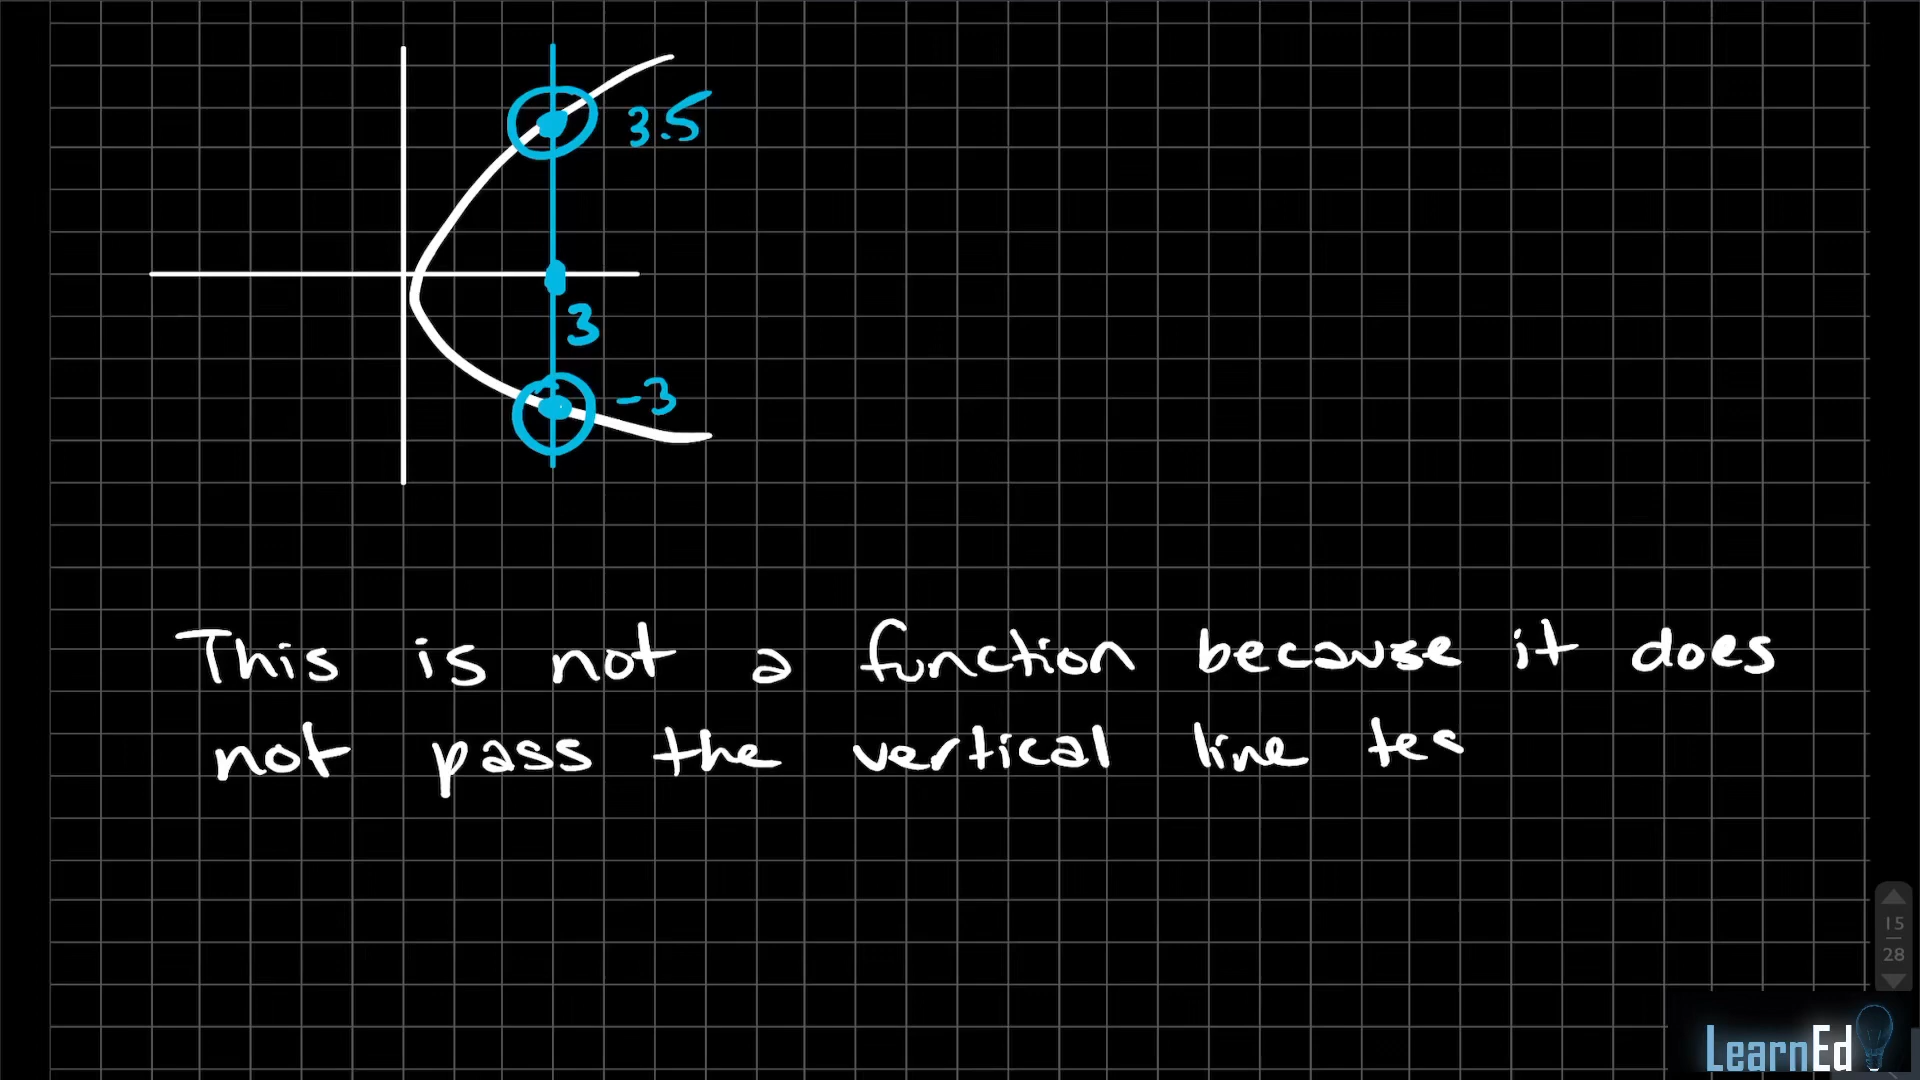 3.5
3
-3
This is not a function because it does
not pass the vertical line tes
15
28
LearnEd